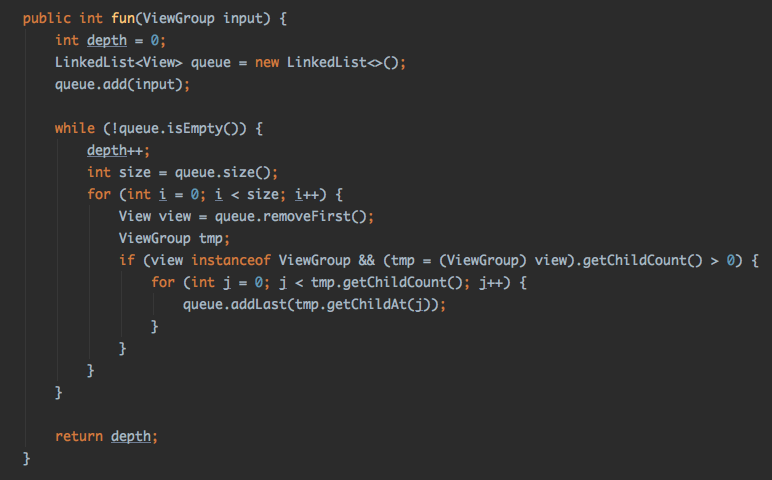 public int fun(ViewGroup input) {
    int depth = 0;
    LinkedList<View> queue = new LinkedList<>();
    queue.add(input);

    while (!queue.isEmpty()) {
        depth++;
        int size = queue.size();
        for (int i = 0; i < size; i++) {
            View view = queue.removeFirst();
            ViewGroup tmp;
            if (view instanceof ViewGroup && (tmp = (ViewGroup) view).getChildCount() > 0) {
                for (int j = 0; j < tmp.getChildCount(); j++) {
                    queue.addLast(tmp.getChildAt(j));
                }
            }
        }
    }

    return depth;
}